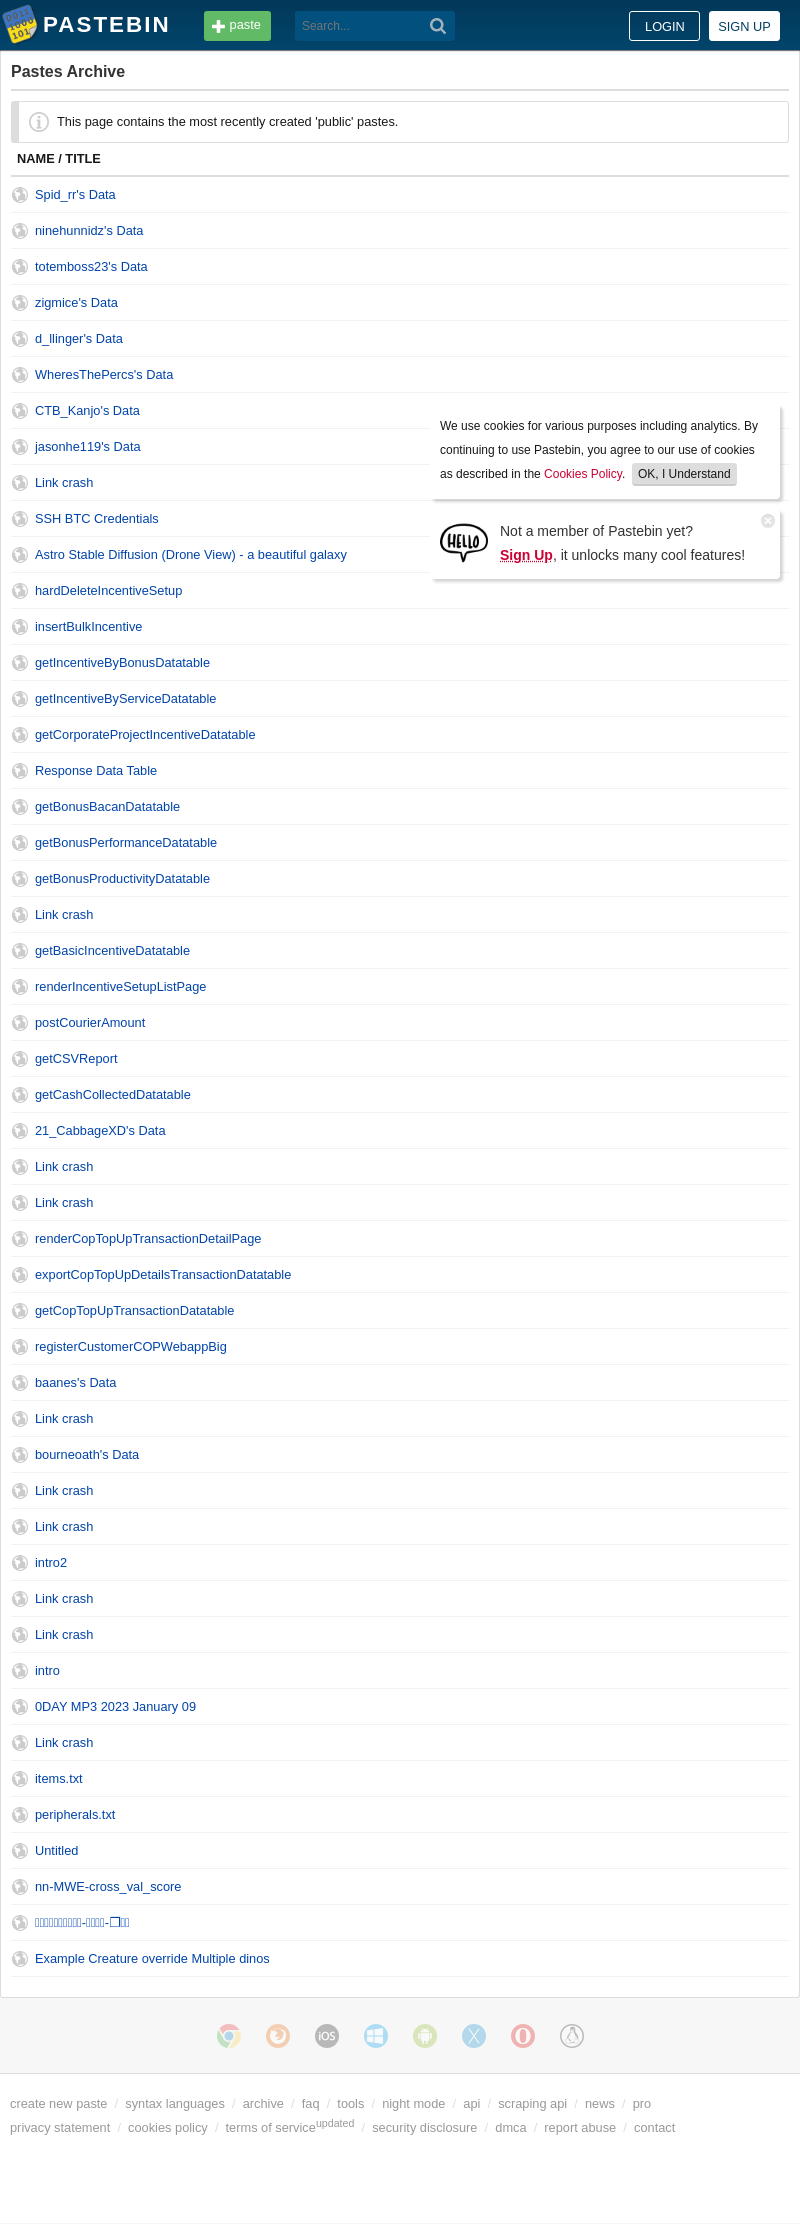 PASTEBIN
paste
Search...
LOGIN
SIGN UP
Pastes Archive
This page contains the most recently created 'public' pastes.
NAME / TITLE
Spid_rr's Data
ninehunnidz's Data
totemboss23's Data
zigmice's Data
d_llinger's Data
WheresThePercs's Data
CTB_Kanjo's Data
jasonhe119's Data
Link crash
SSH BTC Credentials
Astro Stable Diffusion (Drone View) - a beautiful galaxy
We use cookies for various purposes including analytics. By
continuing to use Pastebin, you agree to our use of cookies
as described in the Cookies Policy. OK, I Understand
HELLO
Not a member of Pastebin yet?
Sign Up, it unlocks many cool features!
hardDeleteIncentiveSetup
insertBulkIncentive
getIncentiveByBonusDatatable
getIncentiveByServiceDatatable
getCorporateProjectIncentiveDatatable
Response Data Table
getBonusBacanDatatable
getBonusPerformanceDatatable
getBonusProductivityDatatable
Link crash
getBasicIncentiveDatatable
renderIncentiveSetupListPage
postCourierAmount
getCSVReport
getCashCollectedDatatable
21_CabbageXD's Data
Link crash
Link crash
renderCopTopUpTransactionDetailPage
exportCopTopUpDetailsTransactionDatatable
getCopTopUpTransactionDatatable
registerCustomerCOPWebappBig
baanes's Data
Link crash
bourneoath's Data
Link crash
Link crash
intro2
Link crash
Link crash
intro
0DAY MP3 2023 January 09
Link crash
items.txt
peripherals.txt
Untitled
nn-MWE-cross_val_score
Example Creature override Multiple dinos
iOS
create new paste / syntax languages / archive / faq / tools / night mode / api / scraping api / news / pro
privacy statement / cookies policy / terms of service updated / security disclosure / dmca / report abuse / contact